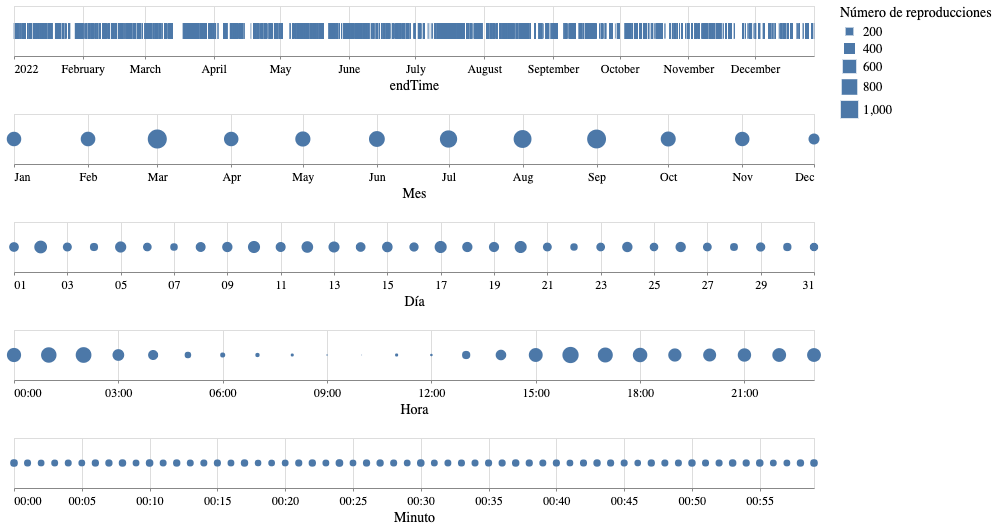 2022 February March April May June July August September October November December
endTime
Jan Feb Mar Apr May Jun Jul Aug Sep Oct Nov Dec
Mes
01 03 05 07 09 11 13 15 17 19 21 23 25 27 29 31
Día
00:00 03:00 06:00 09:00 12:00 15:00 18:00 21:00
Hora
00:00 00:05 00:10 00:15 00:20 00:25 00:30 00:35 00:40 00:45 00:50 00:55
Minuto
Número de reproducciones
200
400
600
800
1,000